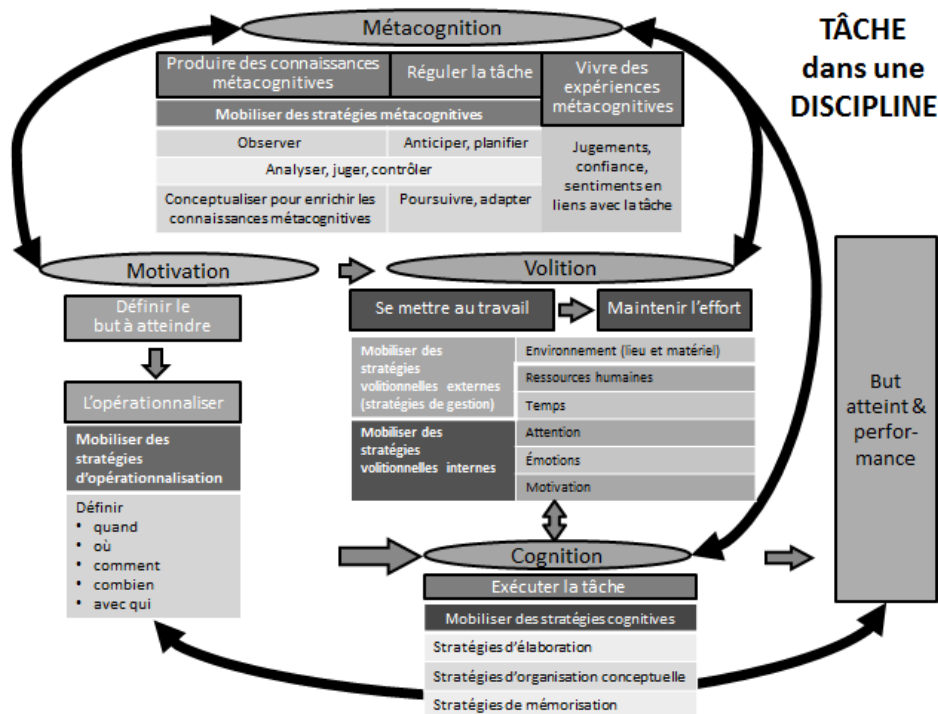 Métacognition
TÂCHE
dans une
DISCIPLINE
Produire des connaissances
métacognitives
Réguler la tâche
Vivre des
expériences
métacognitives
Mobiliser des stratégies métacognitives
Observer
Anticiper, planifier
Analyser, juger, contrôler
Conceptualiser pour enrichir les
connaissances métacognitives
Poursuivre, adapter
Jugements,
confiance,
sentiments en
liens avec la tâche
Motivation
Définir le
but à atteindre
L'opérationnaliser
Mobiliser des
stratégies
d'opérationnalisation
Définir
• quand
• où
• comment
• combien
• avec qui
Volition
Se mettre au travail
Maintenir l'effort
Mobiliser des
stratégies
volitionnelles externes
(stratégies de gestion)
Environnement (lieu et matériel)
Ressources humaines
Temps
Mobiliser des
stratégies
volitionnelles internes
Attention
Émotions
Motivation
Cognition
Exécuter la tâche
Mobiliser des stratégies cognitives
Stratégies d'élaboration
Stratégies d'organisation conceptuelle
Stratégies de mémorisation
But
atteint &
perfor-
mance